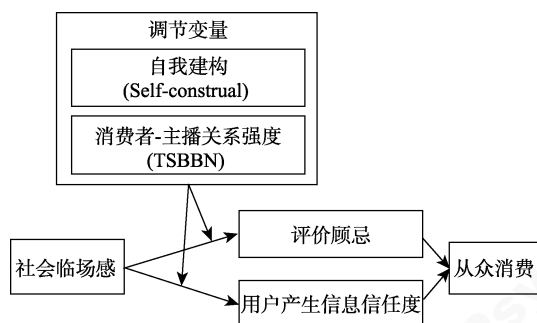 调节变量
自我建构
(Self-construal)
消费者-主播关系强度
(TSBBN)
社会临场感
评价顾忌
用户产生信息信任度
从众消费